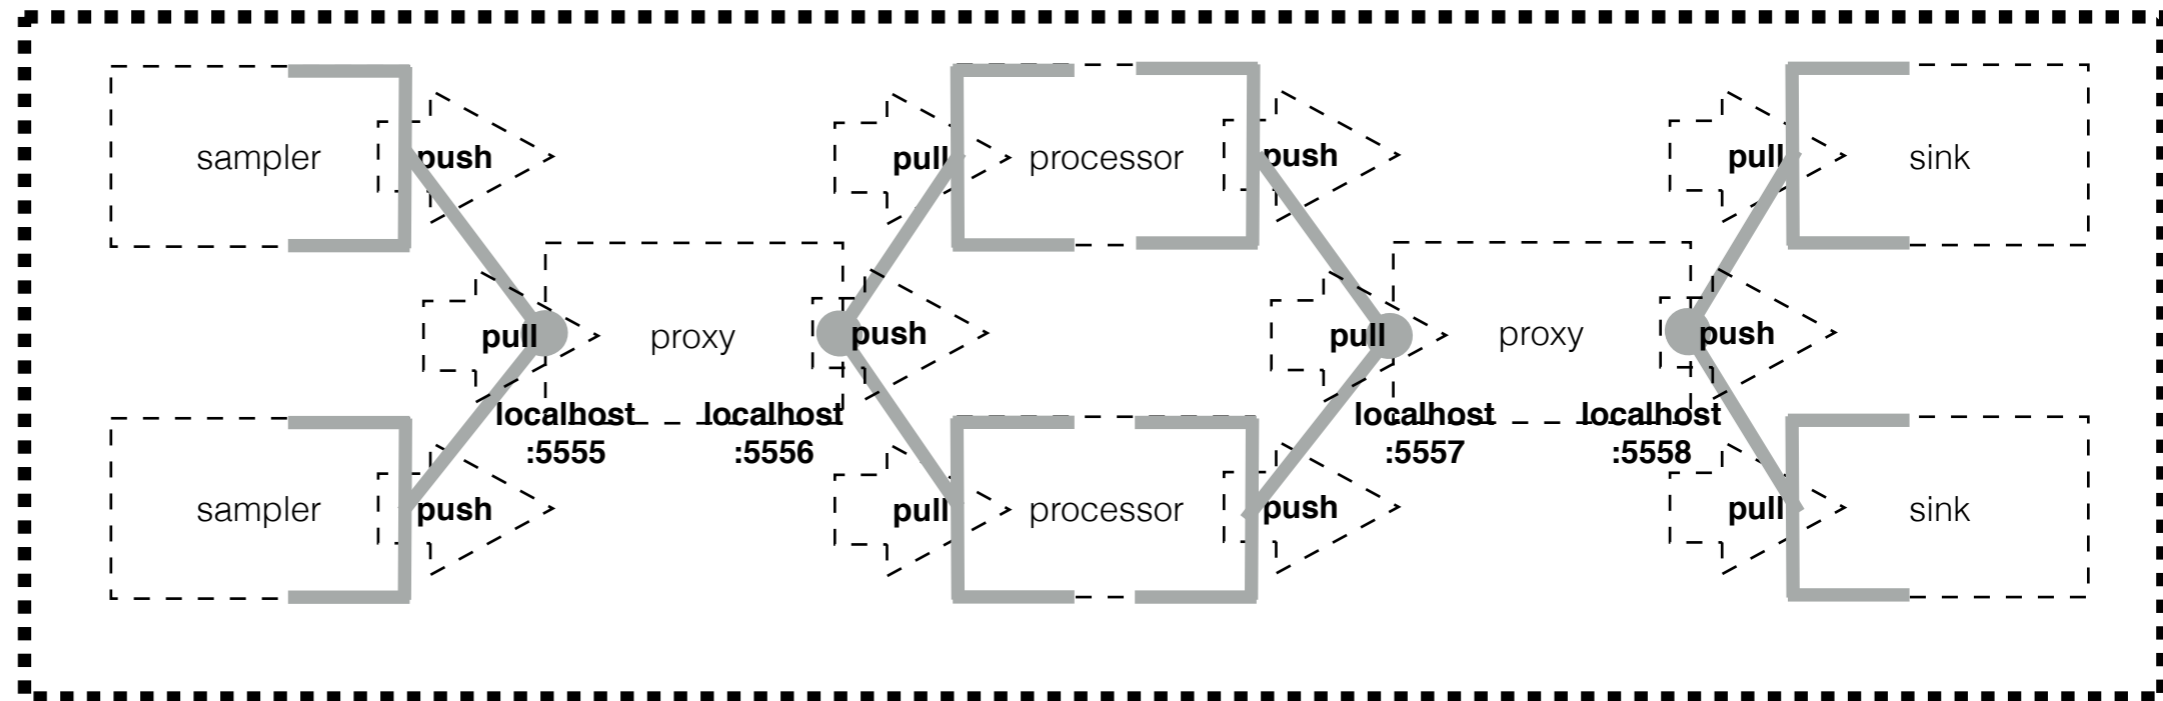 sampler
push
pull
processor
push
pull
sink
pull
proxy
push
pull
proxy
push
localhost
:5555
localhost
:5556
localhost
:5557
localhost
:5558
sampler
push
pull
processor
push
pull
sink